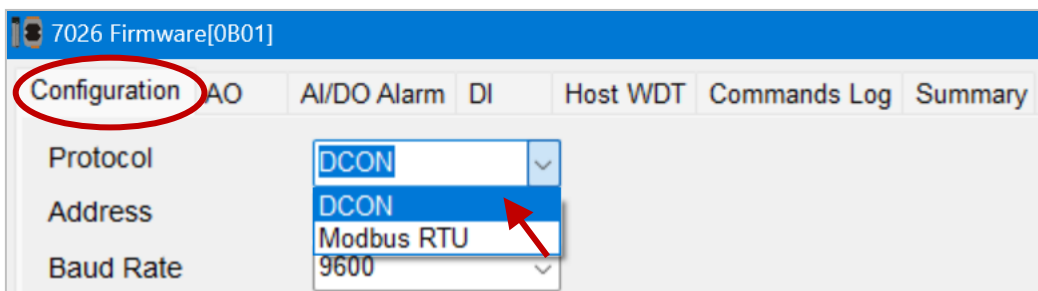 7026 Firmware[0B01]
Configuration AO AI/DO Alarm DI Host WDT Commands Log Summary
Protocol DCON
Address DCON
Modbus RTU
Baud Rate 9600